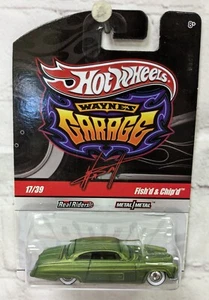 Hot Wheels
WAYNE'S
GARAGE
17/39
Fish'd & Chip'd
Real Riders
METAL/METAL